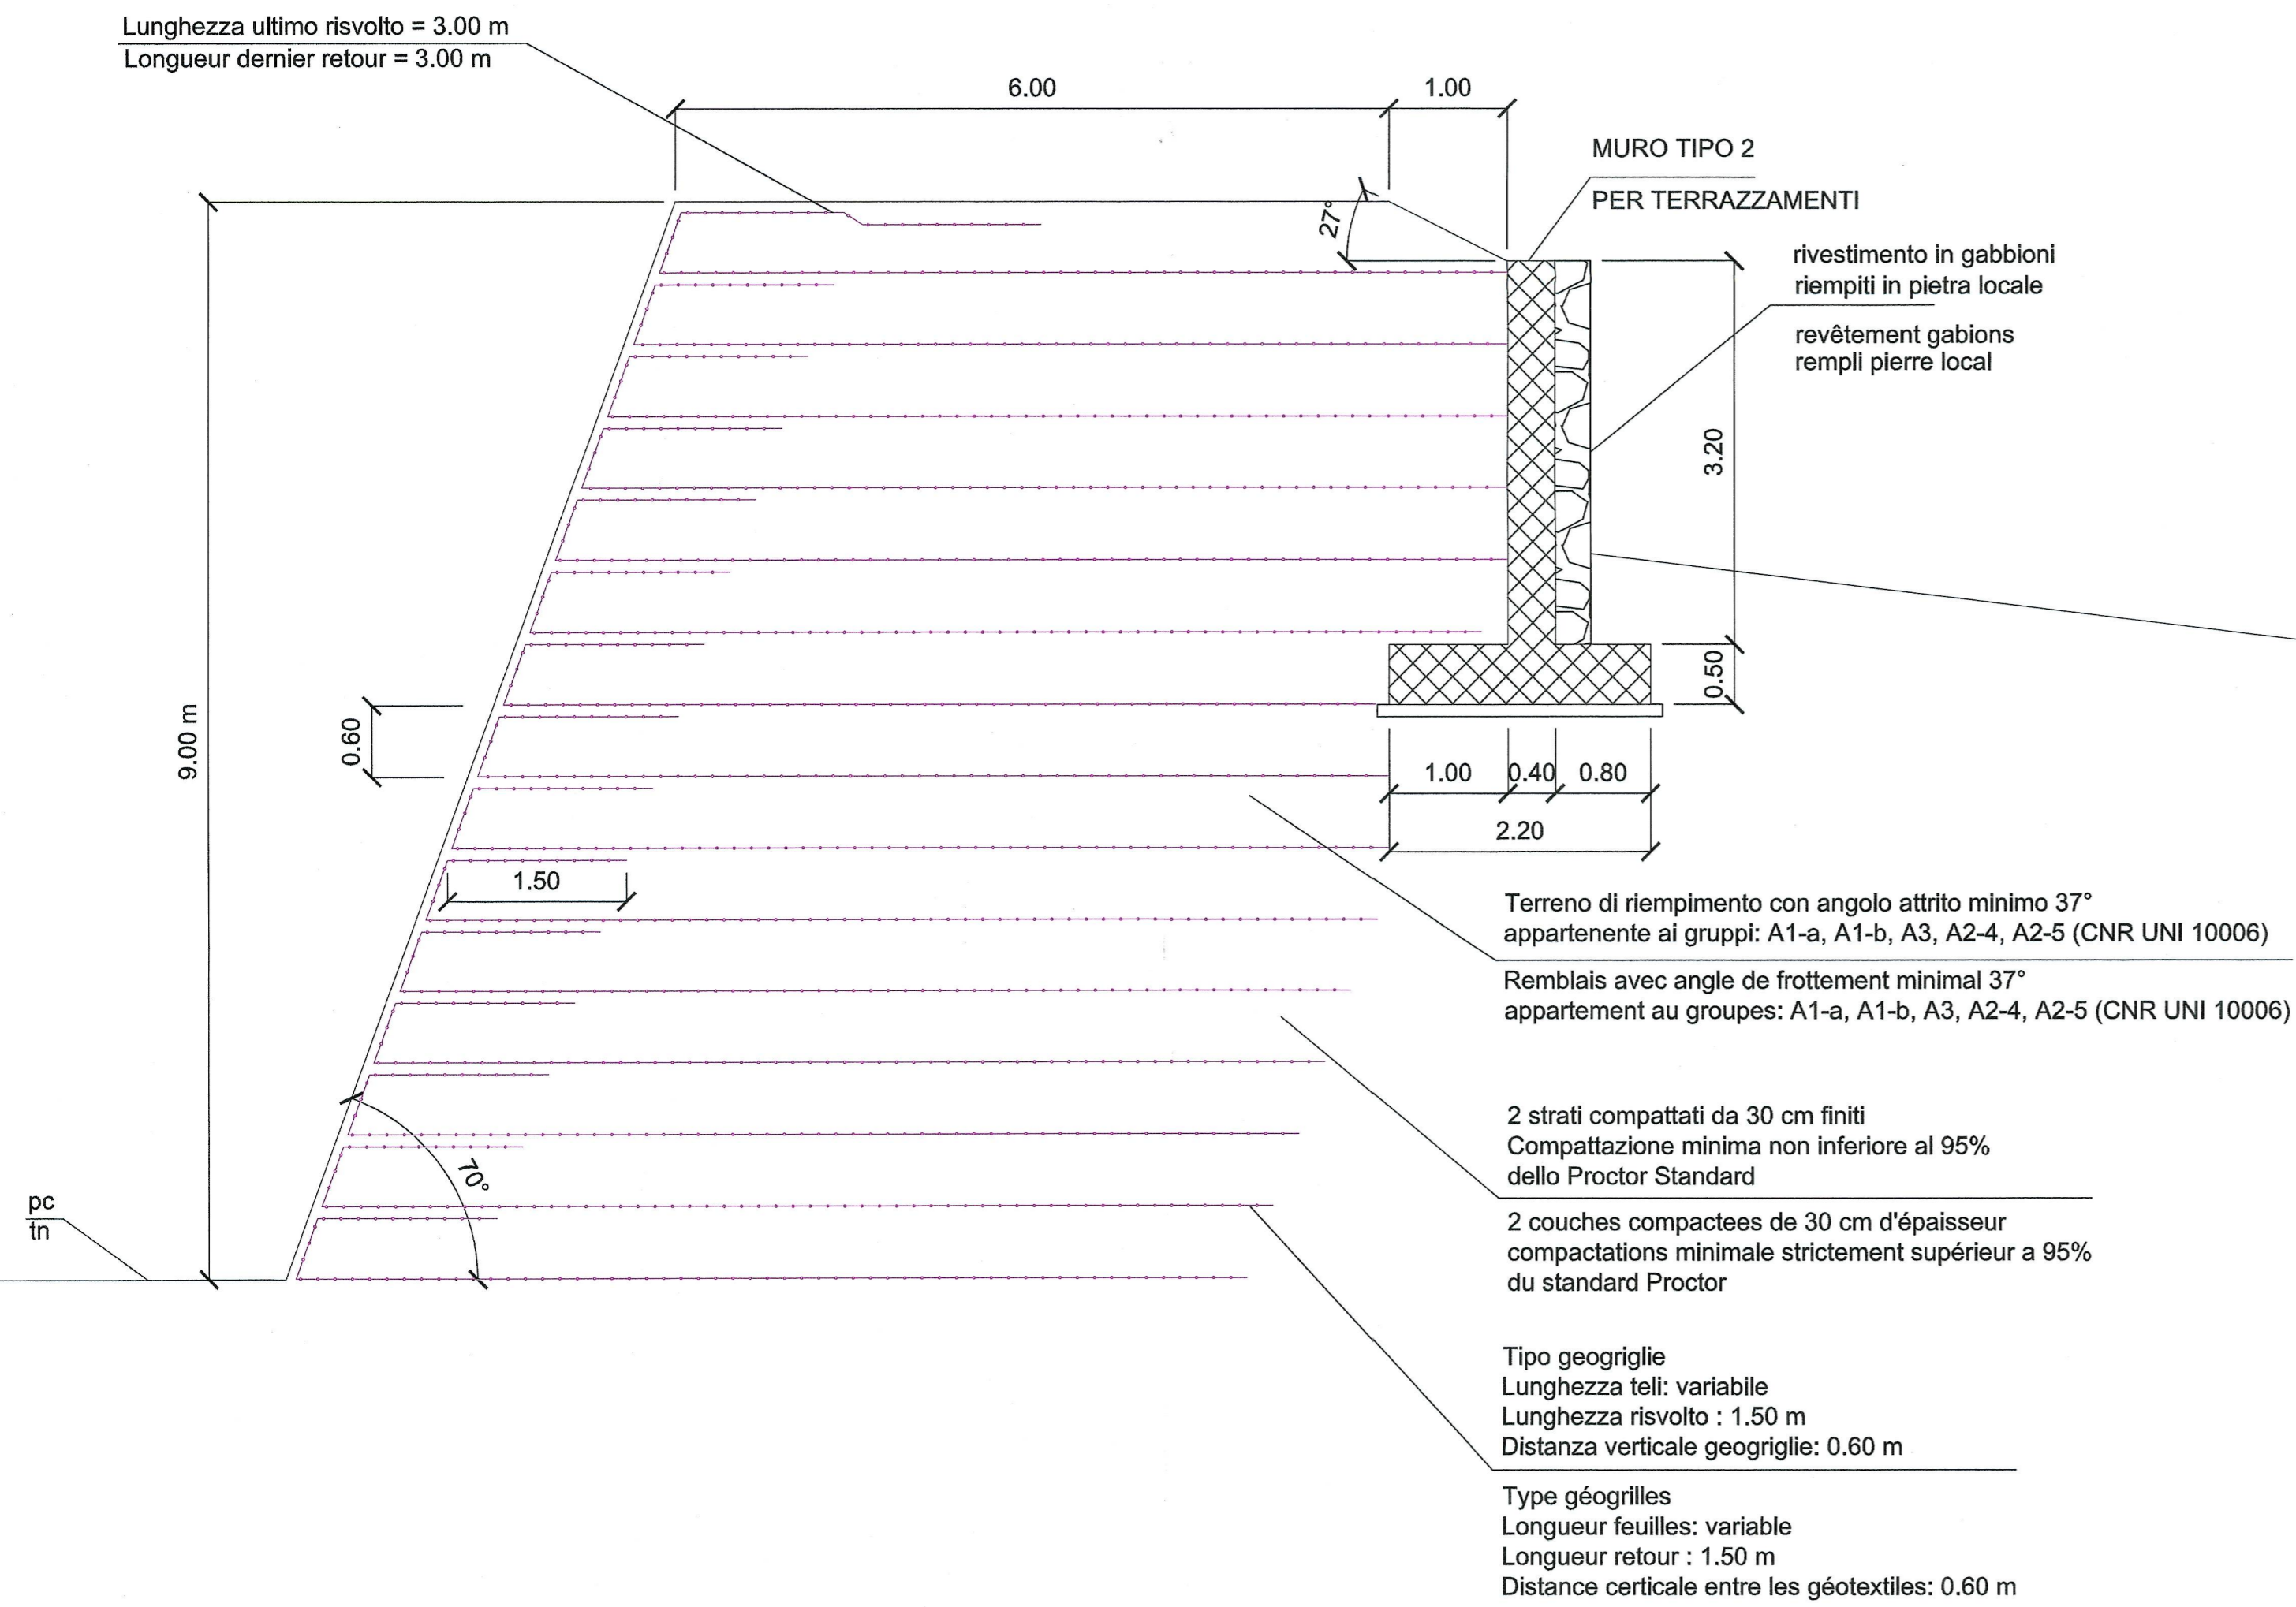 Lunghezza ultimo risvolto = 3.00 m
Longueur dernier retour = 3.00 m
6.00
1.00
MURO TIPO 2
PER TERRAZZAMENTI
27°
rivestimento in gabbioni
riempiti in pietra locale
revêtement gabions
rempli pierre local
3.20
0.50
9.00 m
0.60
1.00
0.40
0.80
2.20
1.50
Terreno di riempimento con angolo attrito minimo 37°
appartenente ai gruppi: A1-a, A1-b, A3, A2-4, A2-5 (CNR UNI 10006)
Remblais avec angle de frottement minimal 37°
appartement au groupes: A1-a, A1-b, A3, A2-4, A2-5 (CNR UNI 10006)
2 strati compattati da 30 cm finiti
Compattazione minima non inferiore al 95%
dello Proctor Standard
70°
pc
tn
2 couches compactees de 30 cm d'épaisseur
compactations minimale strictement supérieur a 95%
du standard Proctor
Tipo geogriglie
Lunghezza teli: variabile
Lunghezza risvolto : 1.50 m
Distanza verticale geogriglie: 0.60 m
Type géogrilles
Longueur feuilles: variable
Longueur retour : 1.50 m
Distance certicale entre les géotextiles: 0.60 m